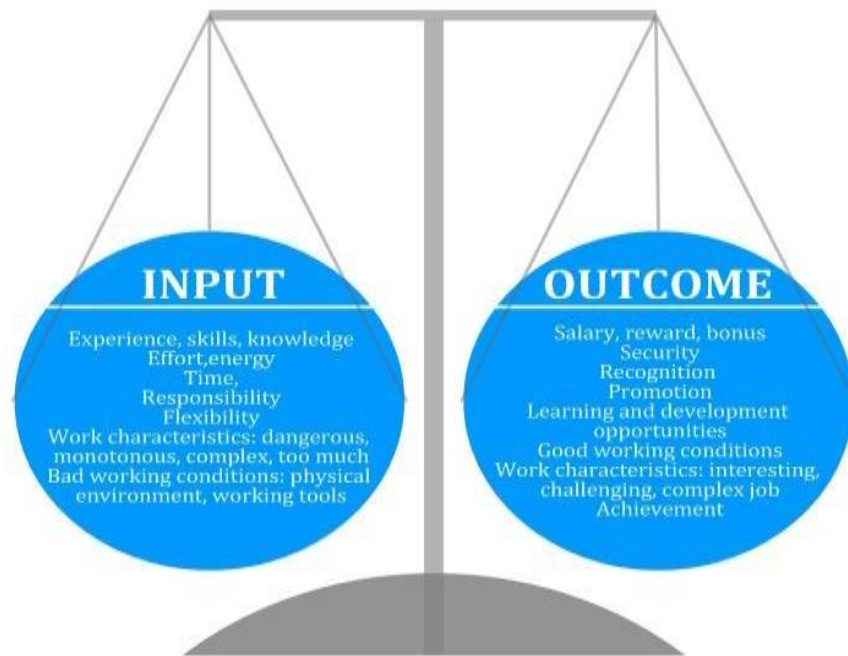 INPUT
Experience, skills, knowledge
Effort,energy
Time,
Responsibility
Flexibility
Work characteristics: dangerous,
monotonous, complex, too much
Bad working conditions: physical
environment, working tools
OUTCOME
Salary, reward, bonus
Security
Recognition
Promotion
Learning and development
opportunities
Good working conditions
Work characteristics: interesting,
challenging, complex job
Achievement